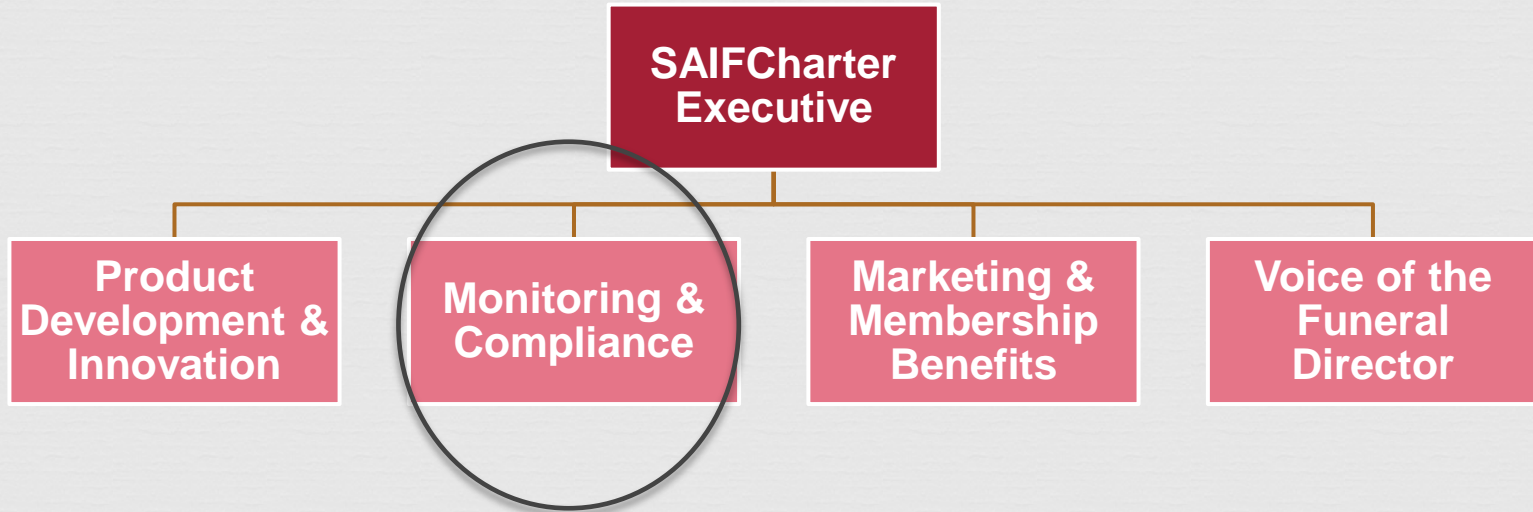 SAIFCharter
Executive
Product
Development &
Innovation
Monitoring &
Compliance
Marketing &
Membership
Benefits
Voice of the
Funeral
Director